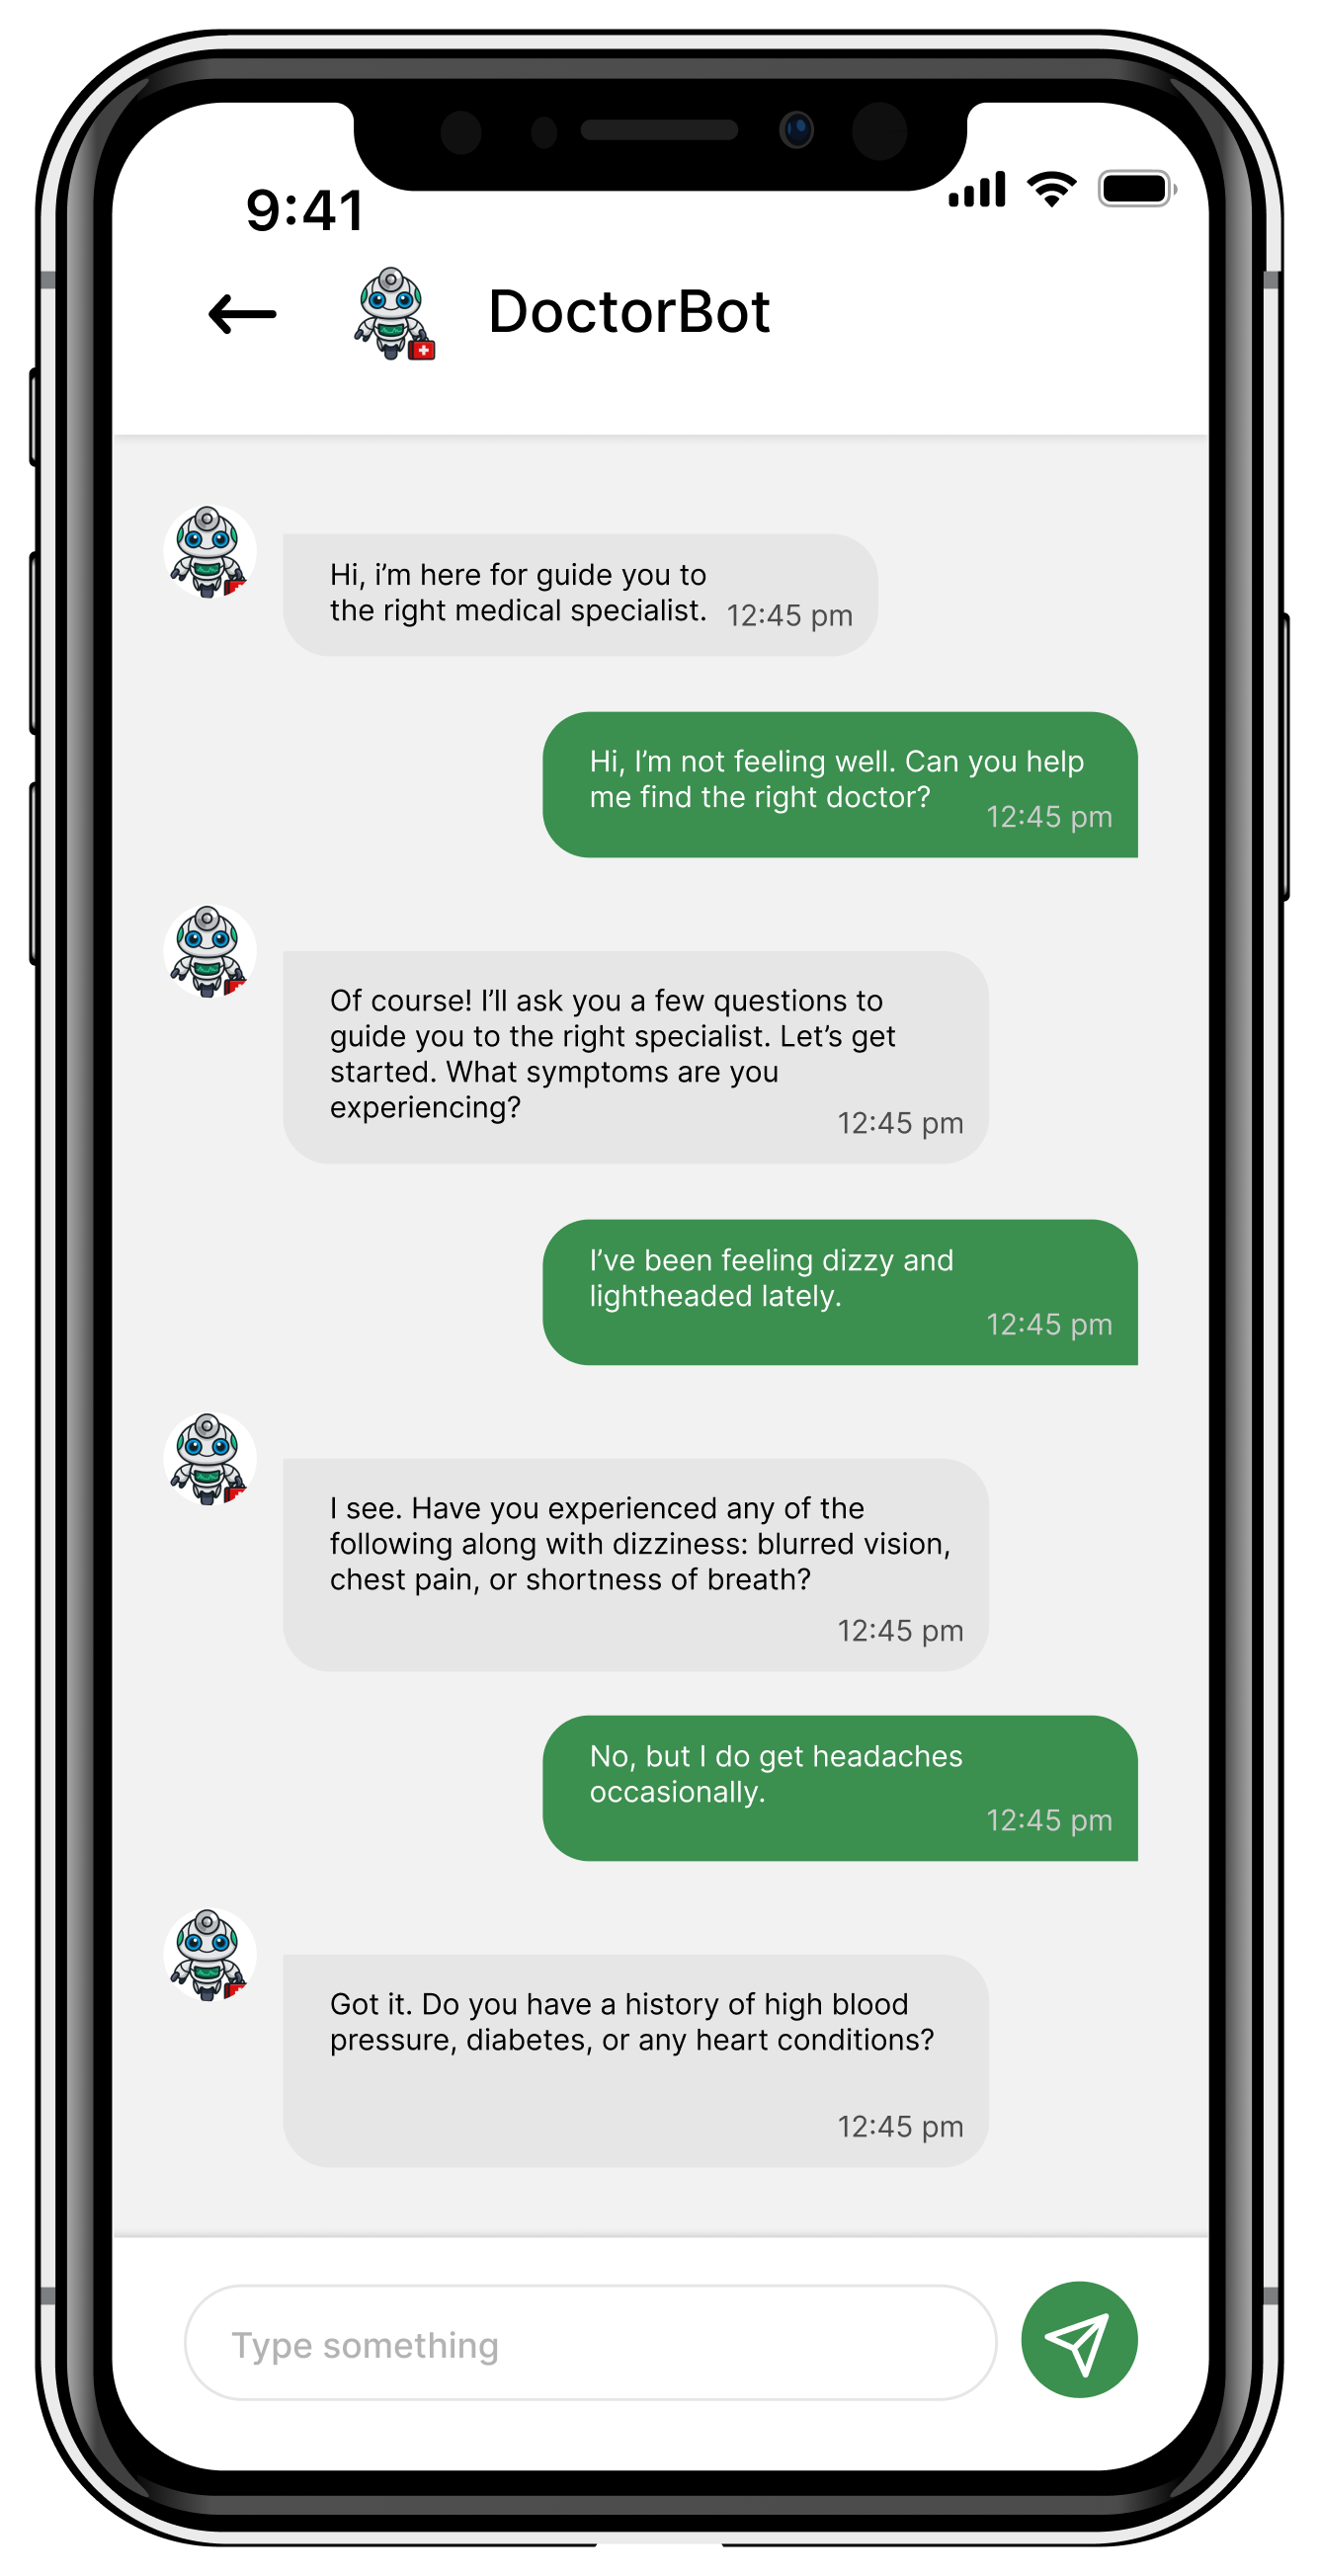 9:41
DoctorBot
Hi, i’m here for guide you to
the right medical specialist.
12:45 pm
Hi, I’m not feeling well. Can you help
me find the right doctor?
12:45 pm
Of course! I’ll ask you a few questions to
guide you to the right specialist. Let’s get
started. What symptoms are you
experiencing?
12:45 pm
I’ve been feeling dizzy and
lightheaded lately.
12:45 pm
I see. Have you experienced any of the
following along with dizziness: blurred vision,
chest pain, or shortness of breath?
12:45 pm
No, but I do get headaches
occasionally.
12:45 pm
Got it. Do you have a history of high blood
pressure, diabetes, or any heart conditions?
12:45 pm
Type something